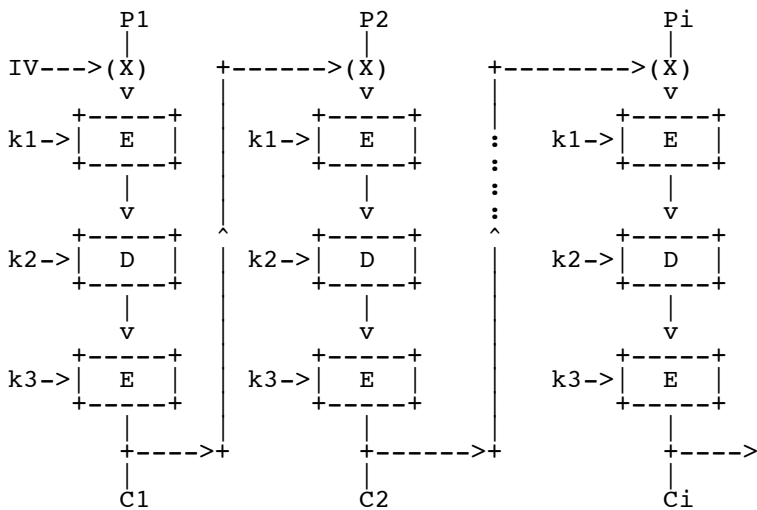 P1 P2 Pi
| | |
IV--->(X) +------>(X) +------->(X)
v | v | v
+-----+ | +-----+ | +-----+
k1->| E | | k1->| E | : k1->| E |
+-----+ | +-----+ : +-----+
| | | : |
v | v : v
+-----+ ^ +-----+ ^ +-----+
k2->| D | | k2->| D | | k2->| D |
+-----+ | +-----+ | +-----+
| | | | |
v | v | v
+-----+ | +-----+ | +-----+
k3->| E | | k3->| E | | k3->| E |
+-----+ | +-----+ | +-----+
| | | | |
+---->+ +----->+ +---->
| | |
C1 C2 Ci